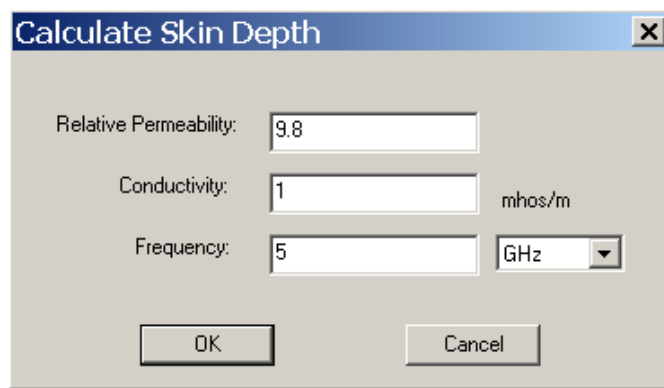 Calculate Skin Depth
Relative Permeability: 9.8
Conductivity: 1 mhos/m
Frequency: 5 GHz
OK Cancel